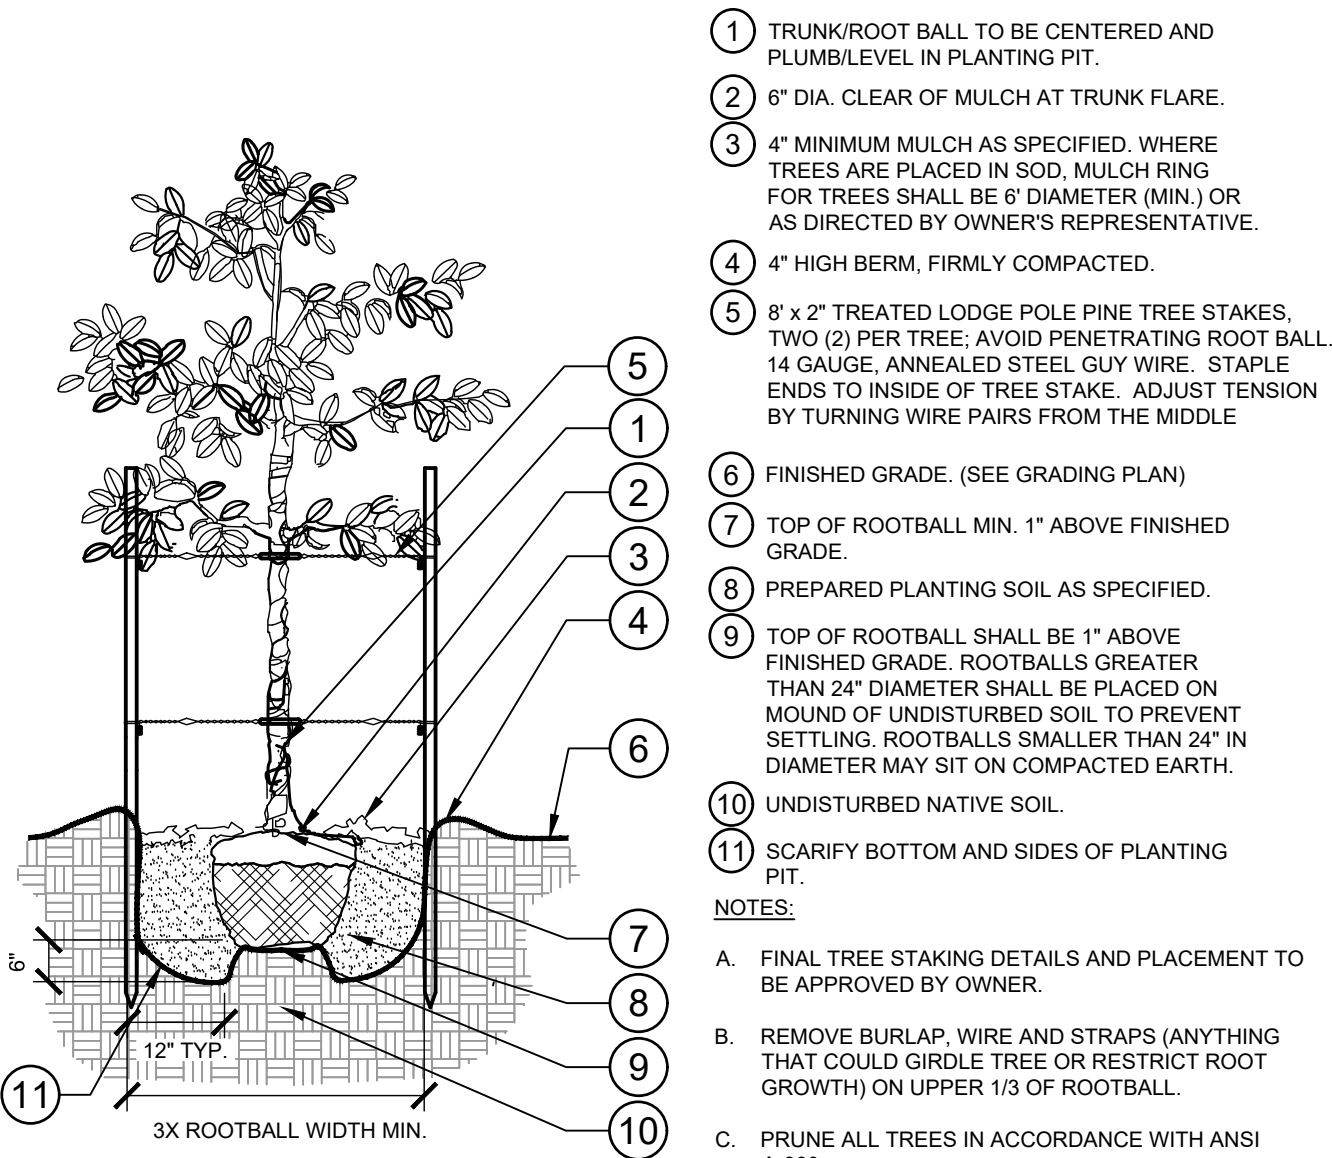 1 TRUNK/ROOT BALL TO BE CENTERED AND
PLUMB/LEVEL IN PLANTING PIT.
2 6" DIA. CLEAR OF MULCH AT TRUNK FLARE.
3 4" MINIMUM MULCH AS SPECIFIED. WHERE
TREES ARE PLACED IN SOD, MULCH RING
FOR TREES SHALL BE 6' DIAMETER (MIN.) OR
AS DIRECTED BY OWNER'S REPRESENTATIVE.
4 4" HIGH BERM, FIRMLY COMPACTED.
5 8' x 2" TREATED LODGE POLE PINE TREE STAKES,
TWO (2) PER TREE; AVOID PENETRATING ROOT BALL.
14 GAUGE, ANNEALED STEEL GUY WIRE. STAPLE
ENDS TO INSIDE OF TREE STAKE. ADJUST TENSION
BY TURNING WIRE PAIRS FROM THE MIDDLE
6 FINISHED GRADE. (SEE GRADING PLAN)
7 TOP OF ROOTBALL MIN. 1" ABOVE FINISHED
GRADE.
8 PREPARED PLANTING SOIL AS SPECIFIED.
9 TOP OF ROOTBALL SHALL BE 1" ABOVE
FINISHED GRADE. ROOTBALLS GREATER
THAN 24" DIAMETER SHALL BE PLACED ON
MOUND OF UNDISTURBED SOIL TO PREVENT
SETTLING. ROOTBALLS SMALLER THAN 24" IN
DIAMETER MAY SIT ON COMPACTED EARTH.
10 UNDISTURBED NATIVE SOIL.
11 SCARIFY BOTTOM AND SIDES OF PLANTING
PIT.
NOTES:
A. FINAL TREE STAKING DETAILS AND PLACEMENT TO
BE APPROVED BY OWNER.
B. REMOVE BURLAP, WIRE AND STRAPS (ANYTHING
THAT COULD GIRDLE TREE OR RESTRICT ROOT
GROWTH) ON UPPER 1/3 OF ROOTBALL.
C. PRUNE ALL TREES IN ACCORDANCE WITH ANSI
5
1
2
3
4
6
7
8
9
10
11
6"
12" TYP.
3X ROOTBALL WIDTH MIN.